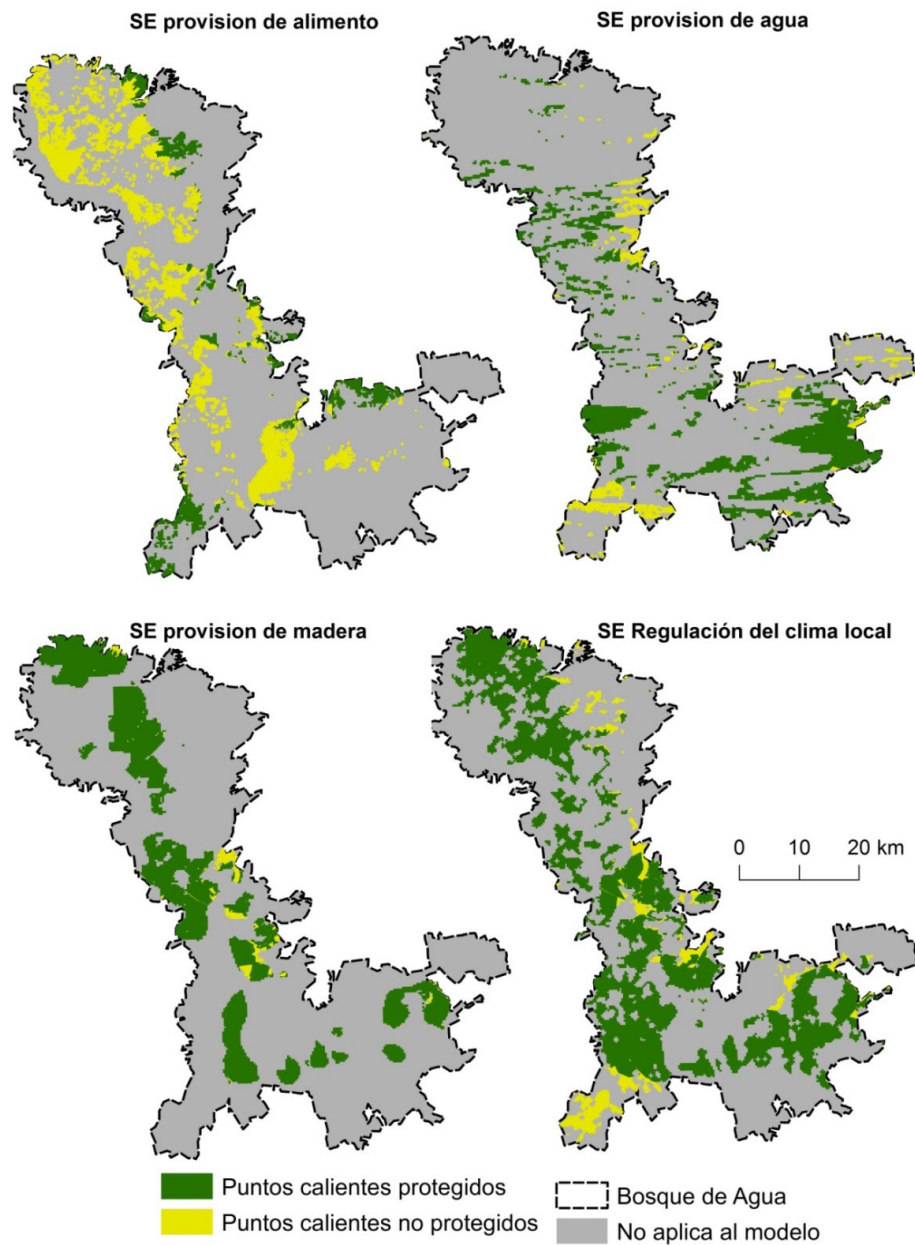 SE provision de alimento
SE provision de agua
SE provision de madera
SE Regulación del clima local
0 10 20 km
Puntos calientes protegidos
Puntos calientes no protegidos
Bosque de Agua
No aplica al modelo